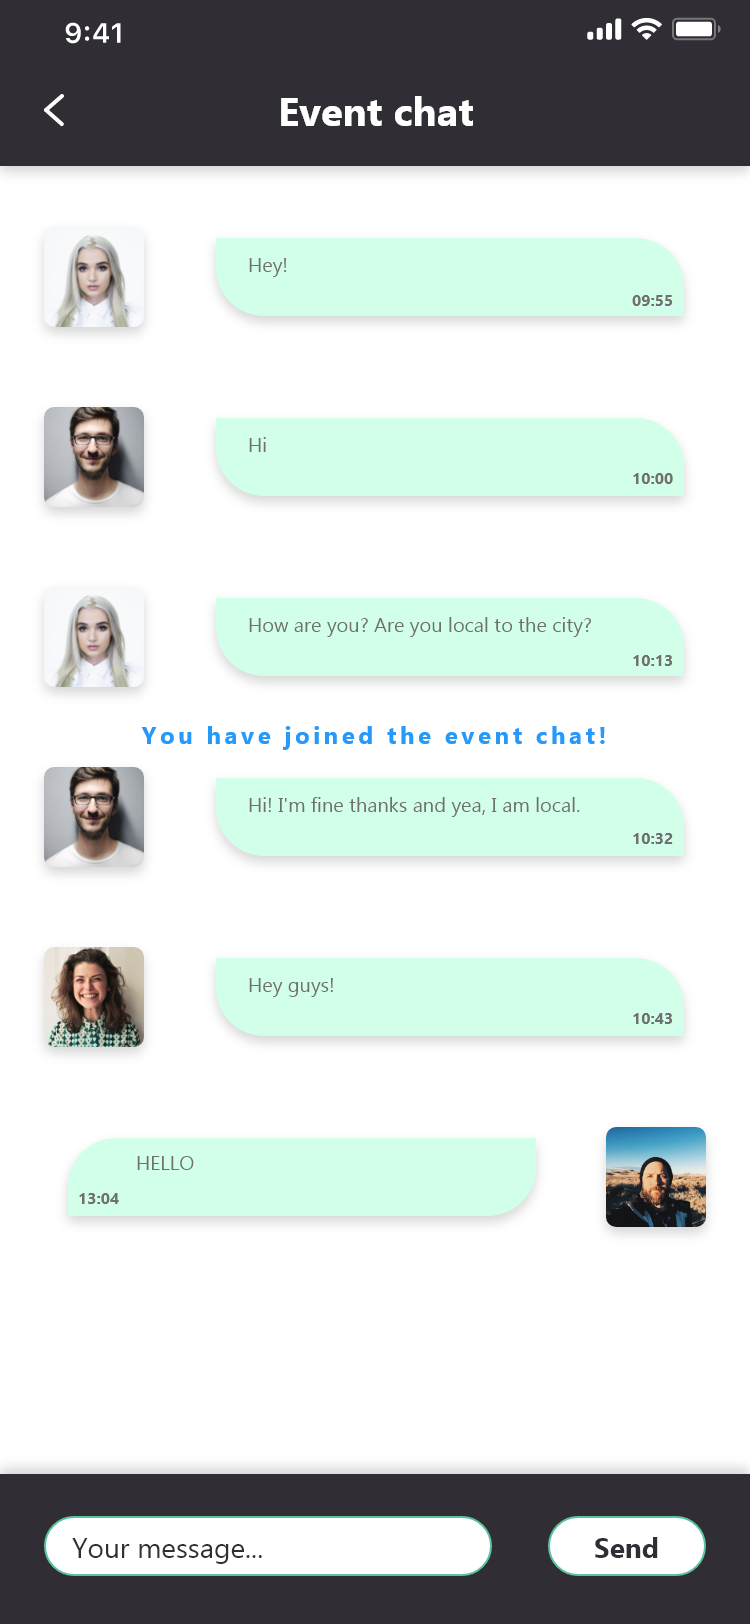 9:41
Event chat
Hey!
09:55
Hi
10:00
How are you? Are you local to the city?
10:13
You have joined the event chat!
Hi! I'm fine thanks and yea, I am local.
10:32
Hey guys!
10:43
HELLO
13:04
Your message...
Send